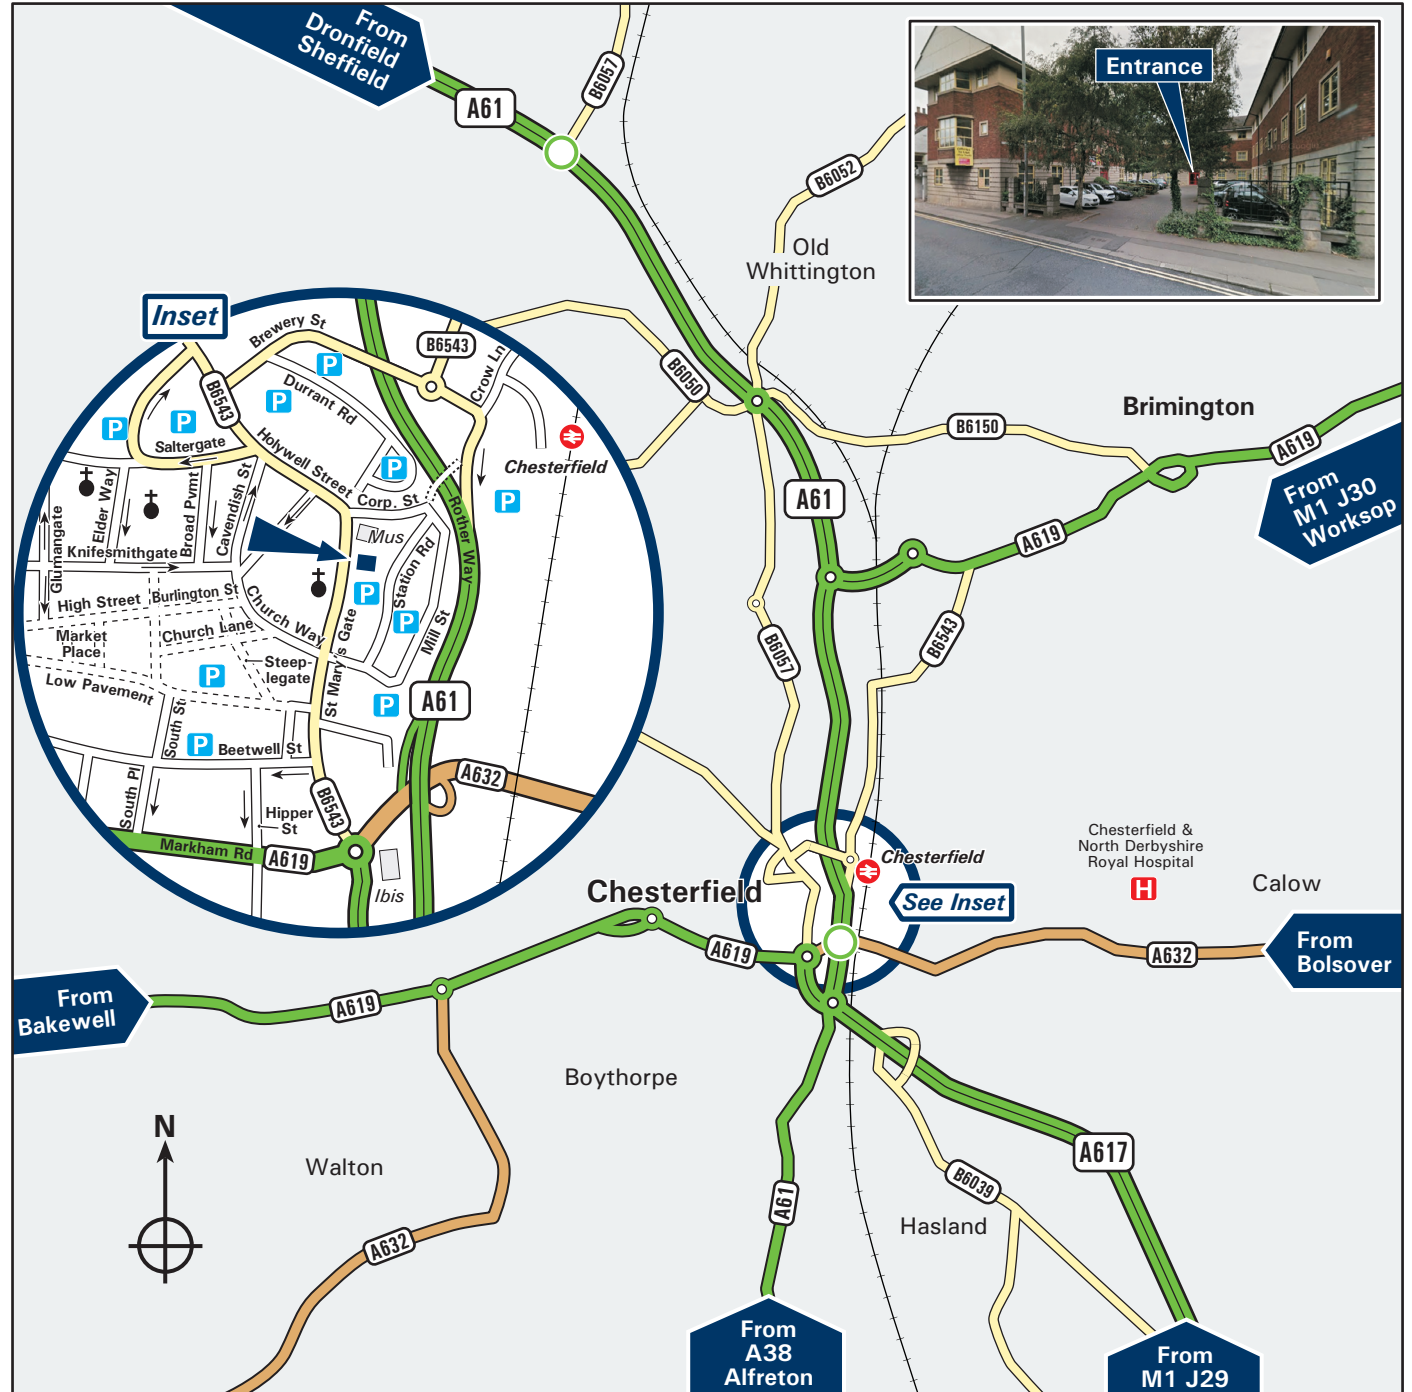 From
Dronfield
Sheffield
A61
B6057
B6052
Old
Whittington
Entrance
Inset
Brewery St
B6543
B6543
Crow Ln
Durrant Rd
P
P
P
P
Saltergate
Holywell Street
P
Corp. St
Chesterfield
P
Glumangate
Elder Way
Broad Pvmt
Cavendish St
Knifesmithgate
Mus
Station Rd
Rother Way
High Street
Burlington St
Church Way
P
P
Mill St
Market
Place
Church Lane
St Mary's Gate
Steep-
legate
Low Pavement
P
P
A61
South St
P
Beetwell St
A632
South Pl
B6543
Hipper
St
Markham Rd
A619
Ibis
B6050
B6150
Brimington
A619
From
M1 J30
Worksop
A61
A619
B6057
B6543
Chesterfield &
North Derbyshire
Royal Hospital
H
Calow
Chesterfield
Chesterfield
See Inset
A619
A632
From
Bolsover
From
Bakewell
A619
Boythorpe
N
Walton
A632
A61
A617
B6039
Hasland
From
A38
Alfreton
From
M1 J29